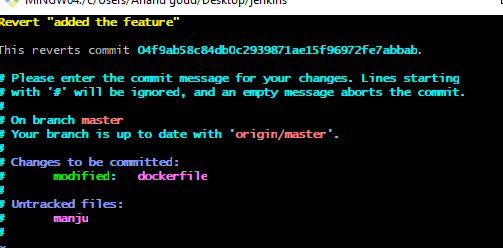 MINGW64:/c/Users/Anand goud/Desktop/jenkins
Revert "added the feature"
This reverts commit 04f9ab58c84db0c2939871ae15f96972fe7abbab.
# Please enter the commit message for your changes. Lines starting
# with '#' will be ignored, and an empty message aborts the commit.
#
# On branch master
# Your branch is up to date with 'origin/master'.
#
# Changes to be committed:
#       modified:   dockerfile
#
# Untracked files:
#       manju
#